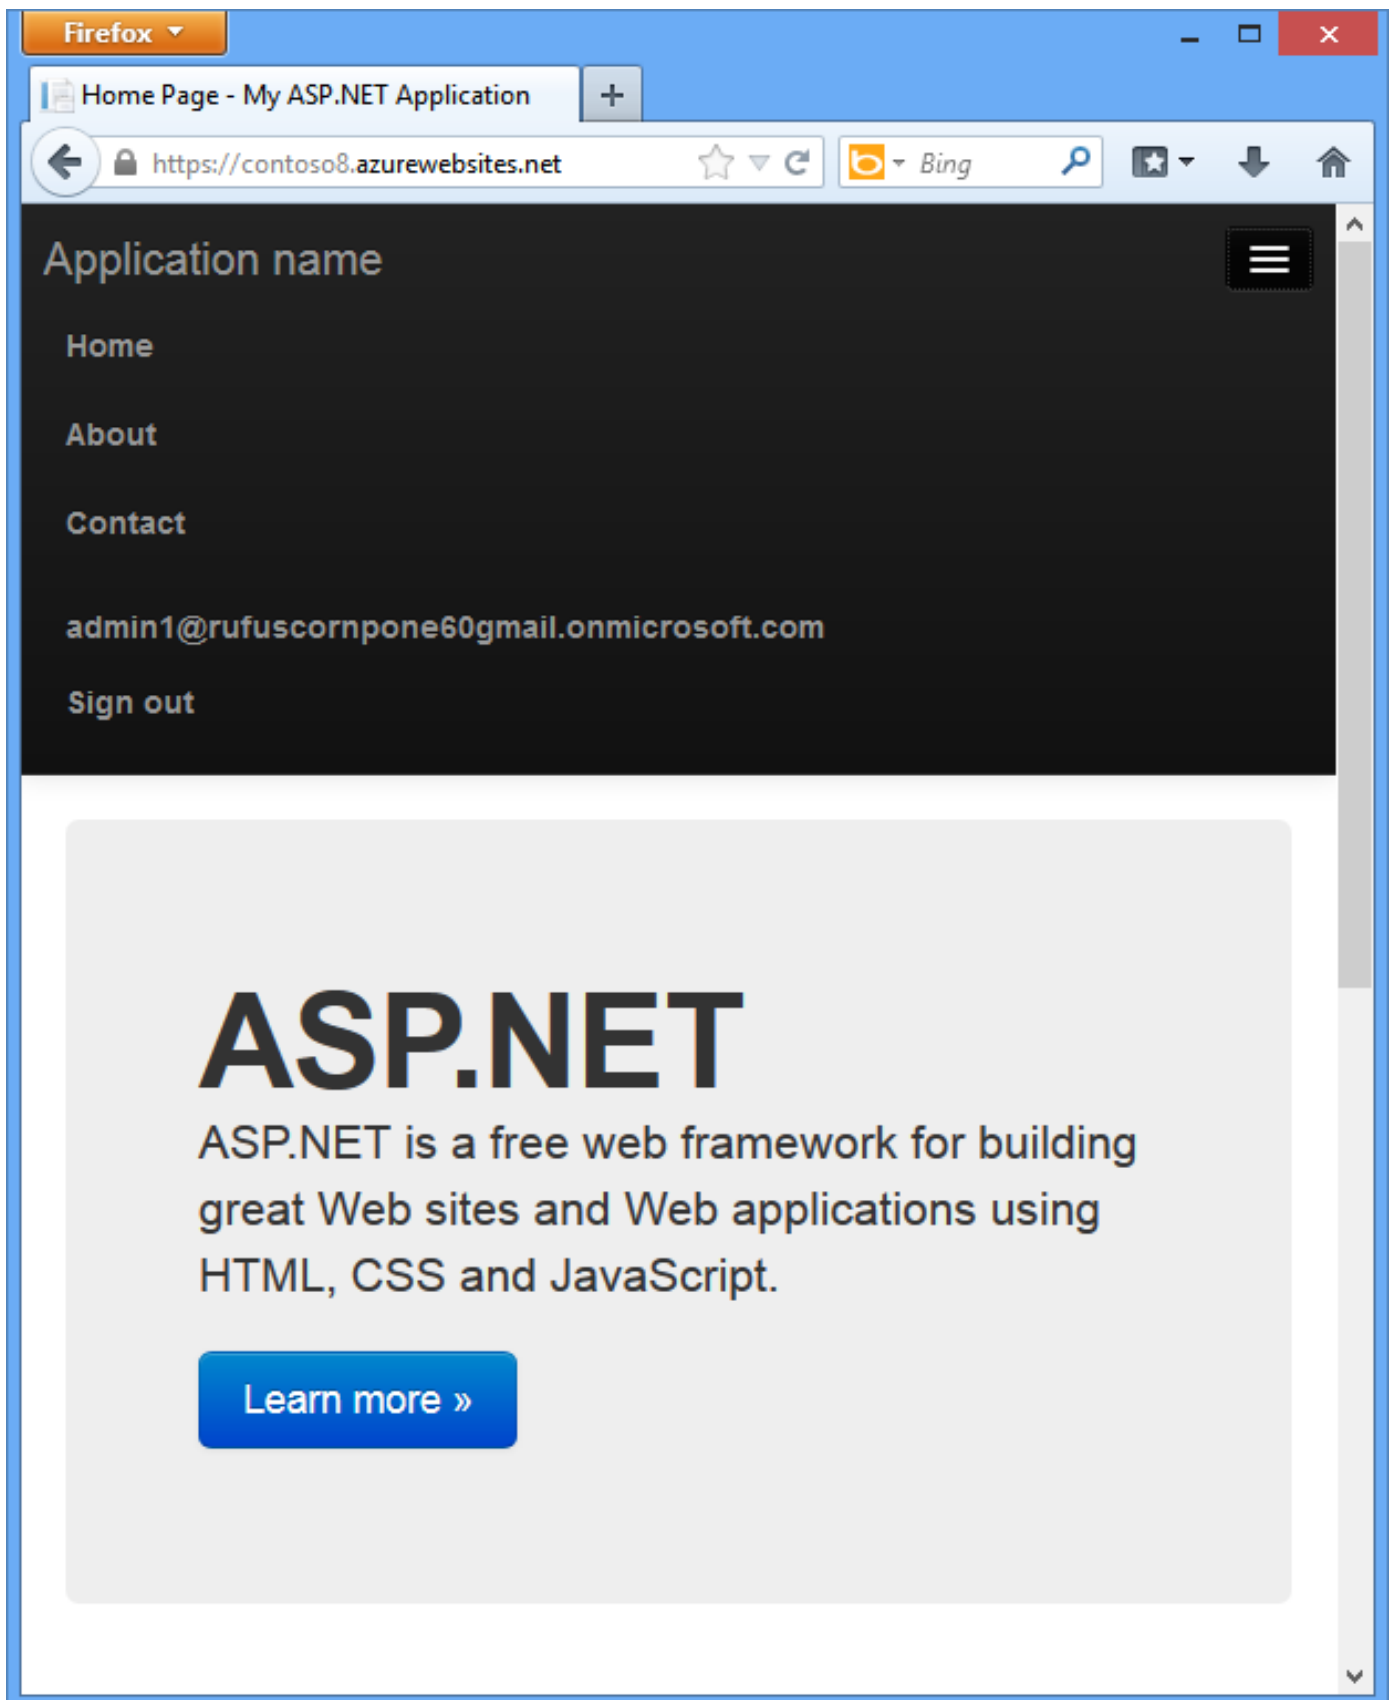 Firefox
Home Page - My ASP.NET Application
https://contoso8.azurewebsites.net
Bing
Application name
Home
About
Contact
admin1@rufuscornpone60gmail.onmicrosoft.com
Sign out
ASP.NET
ASP.NET is a free web framework for building
great Web sites and Web applications using
HTML, CSS and JavaScript.
Learn more »